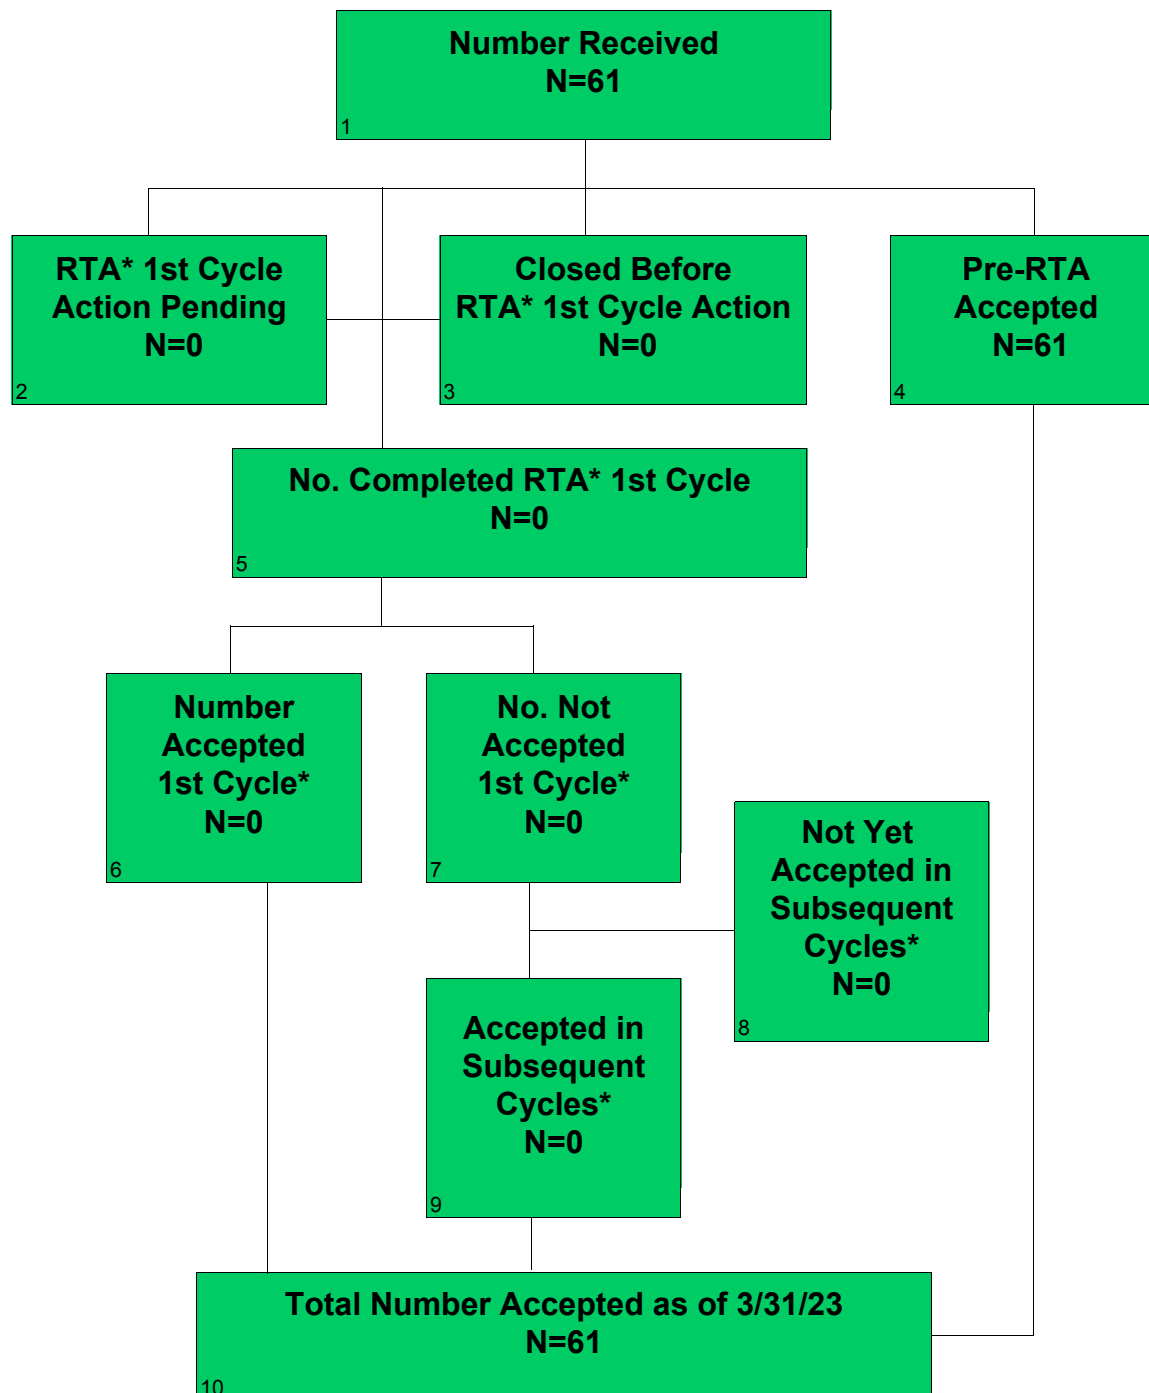 Number Received
N=61
1
RTA* 1st Cycle
Action Pending
N=0
2
Closed Before
RTA* 1st Cycle Action
N=0
3
Pre-RTA
Accepted
N=61
4
No. Completed RTA* 1st Cycle
N=0
5
Number
Accepted
1st Cycle*
N=0
6
No. Not
Accepted
1st Cycle*
N=0
7
Not Yet
Accepted in
Subsequent
Cycles*
N=0
8
Accepted in
Subsequent
Cycles*
N=0
9
Total Number Accepted as of 3/31/23
N=61
10